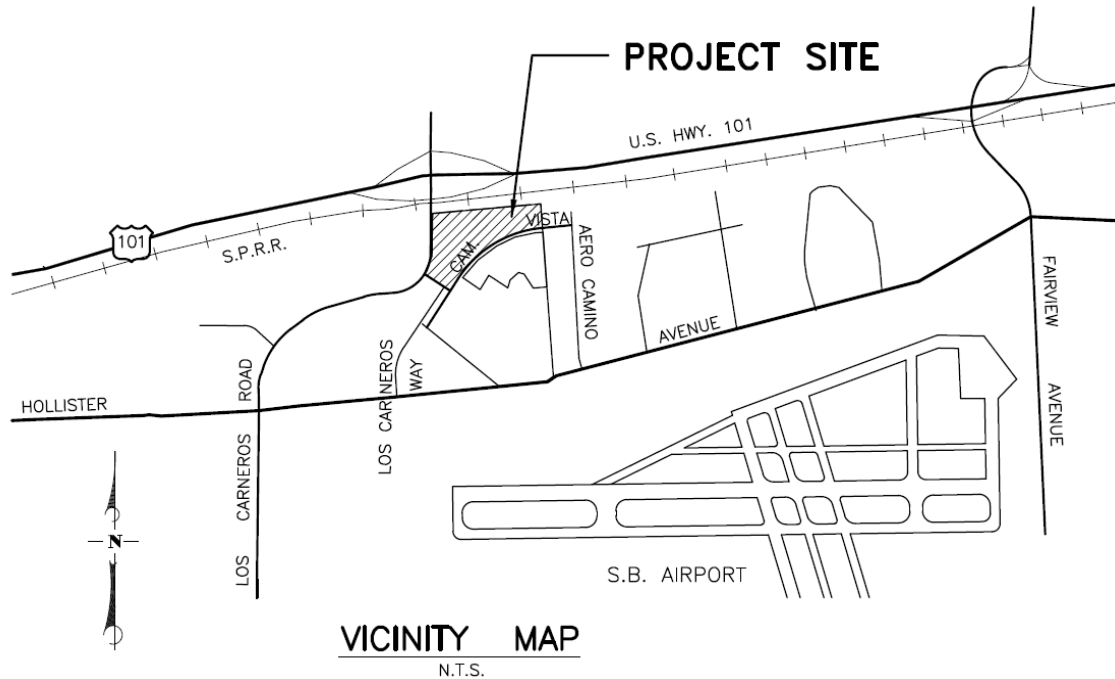 PROJECT SITE
U.S. HWY. 101
101
S.P.R.R.
VISTA
CAM.
AERO CAMINO
FAIRVIEW AVENUE
AVENUE
HOLLISTER
LOS CARNEROS ROAD
LOS CARNEROS WAY
N
S.B. AIRPORT
VICINITY MAP
N.T.S.